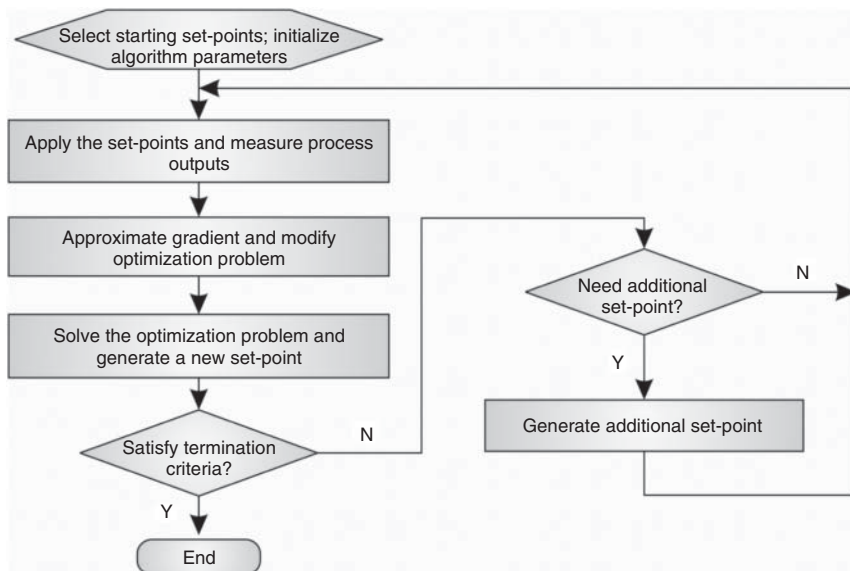 Select starting set-points; initialize
algorithm parameters
Apply the set-points and measure process
outputs
Approximate gradient and modify
optimization problem
Solve the optimization problem and
generate a new set-point
Satisfy termination
criteria?
N
Y
End
Need additional
set-point?
N
Y
Generate additional set-point